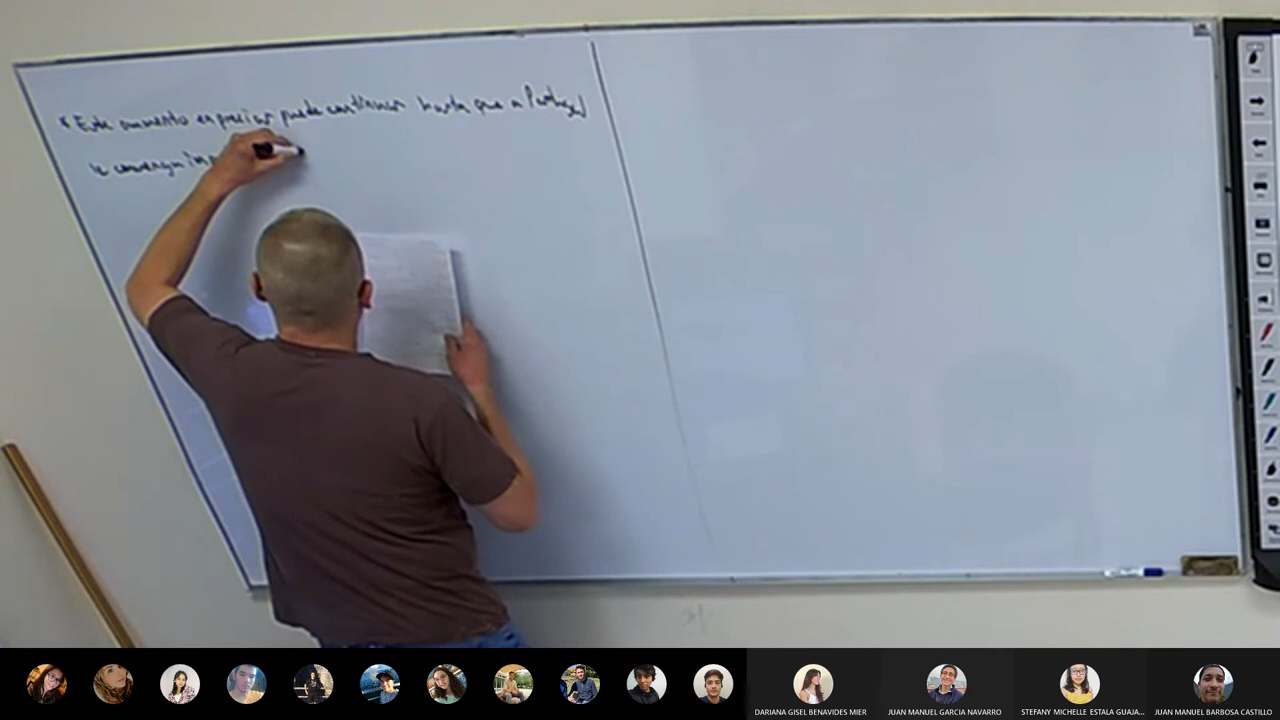 * Este aumento en precios puede continuar hasta que a Portugal
le convenga
DARIANA GISEL BENAVIDES MIER
JUAN MANUEL GARCIA NAVARRO
STEFANY MICHELLE ESTALA GUAJA...
JUAN MANUEL BARBOSA CASTILLO